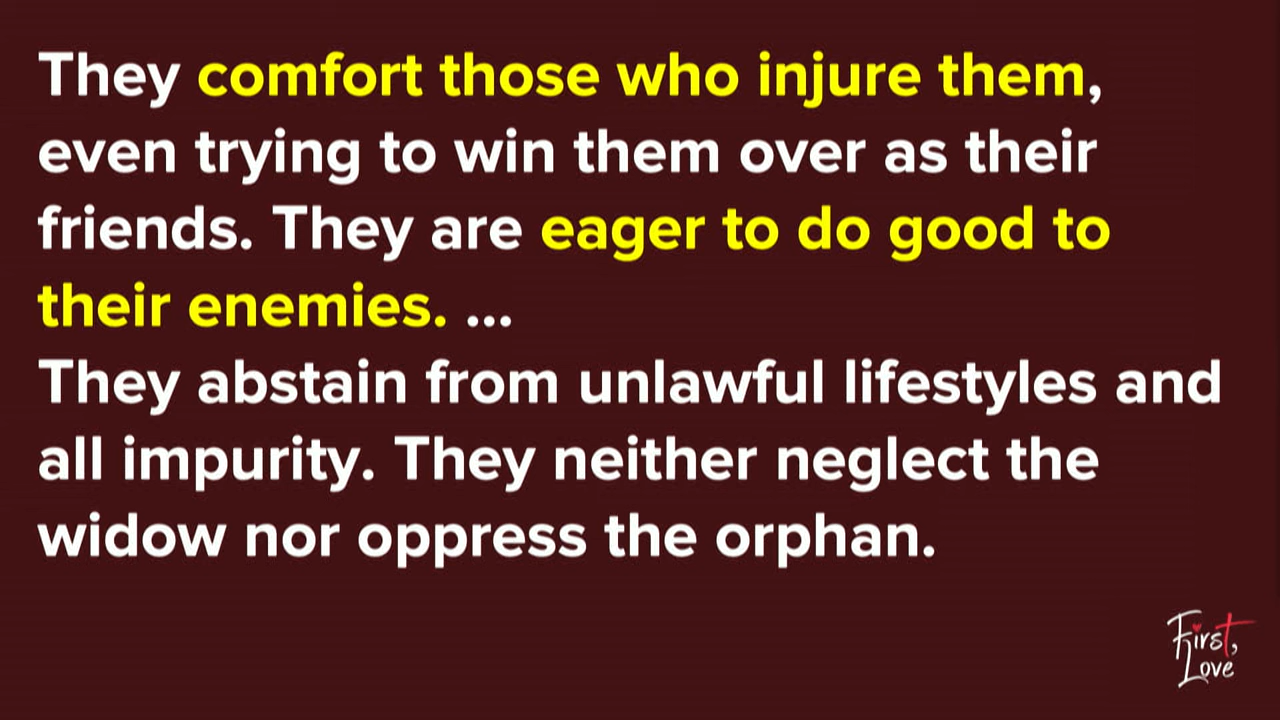 They comfort those who injure them,
even trying to win them over as their
friends. They are eager to do good to
their enemies. ...
They abstain from unlawful lifestyles and
all impurity. They neither neglect the
widow nor oppress the orphan.
First,
Love